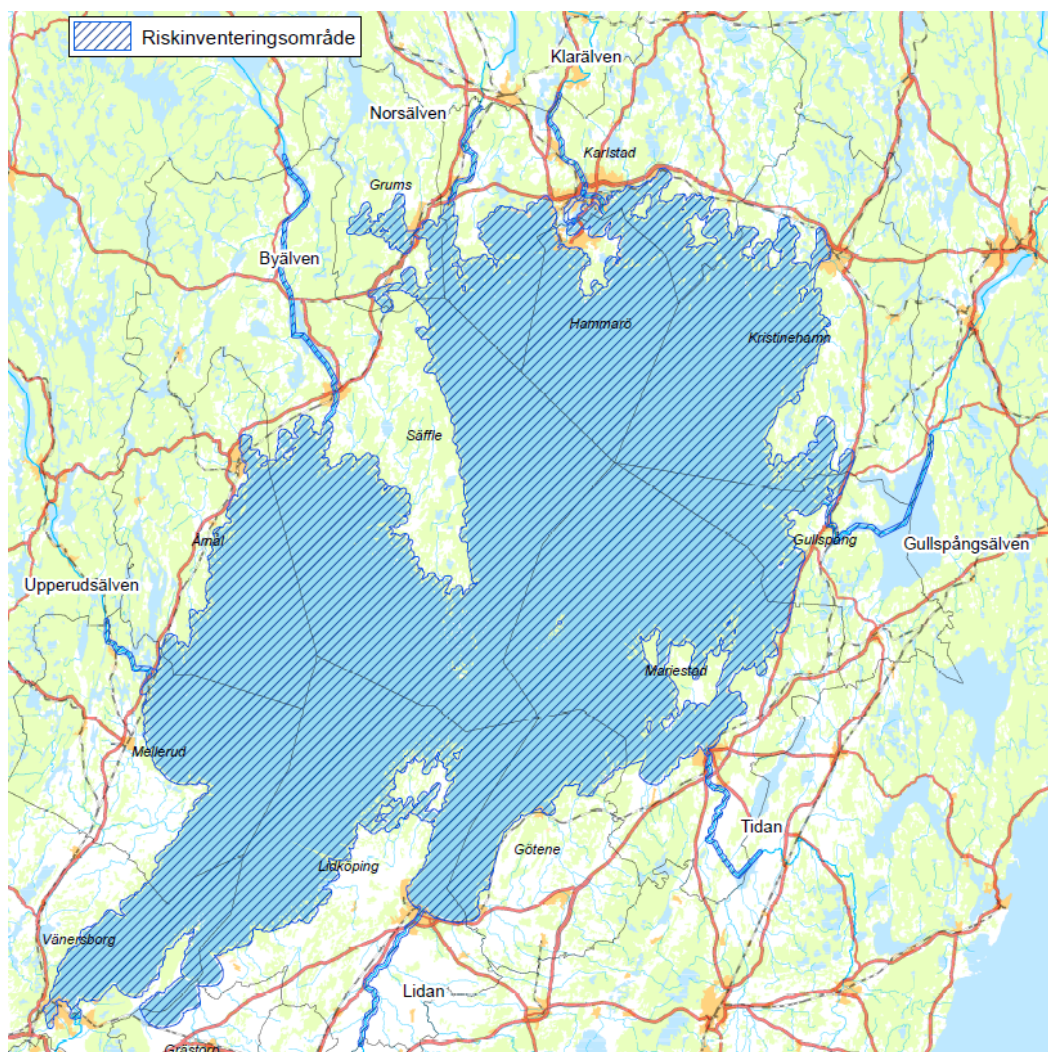 Riskinventeringsområde
Klarälven
Norsälven
Karlstad
Grums
Byälven
Hammarö
Kristinehamn
Säffle
Åmål
Gullspång
Gullspångsälven
Upperudsälven
Mariestad
Mellerud
Tidan
Götene
Lidköping
Vänersborg
Lidan
Grästorp